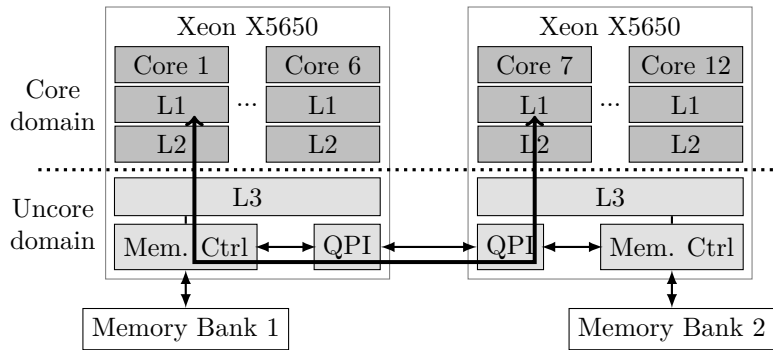 Xeon X5650 Xeon X5650
Core 1 Core 6 Core 7 Core 12
Core domain
L1 ... L1 L1 ... L1
L2 L2 L2 L2
L3 L3
Uncore domain
Mem. Ctrl QPI QPI Mem. Ctrl
Memory Bank 1 Memory Bank 2